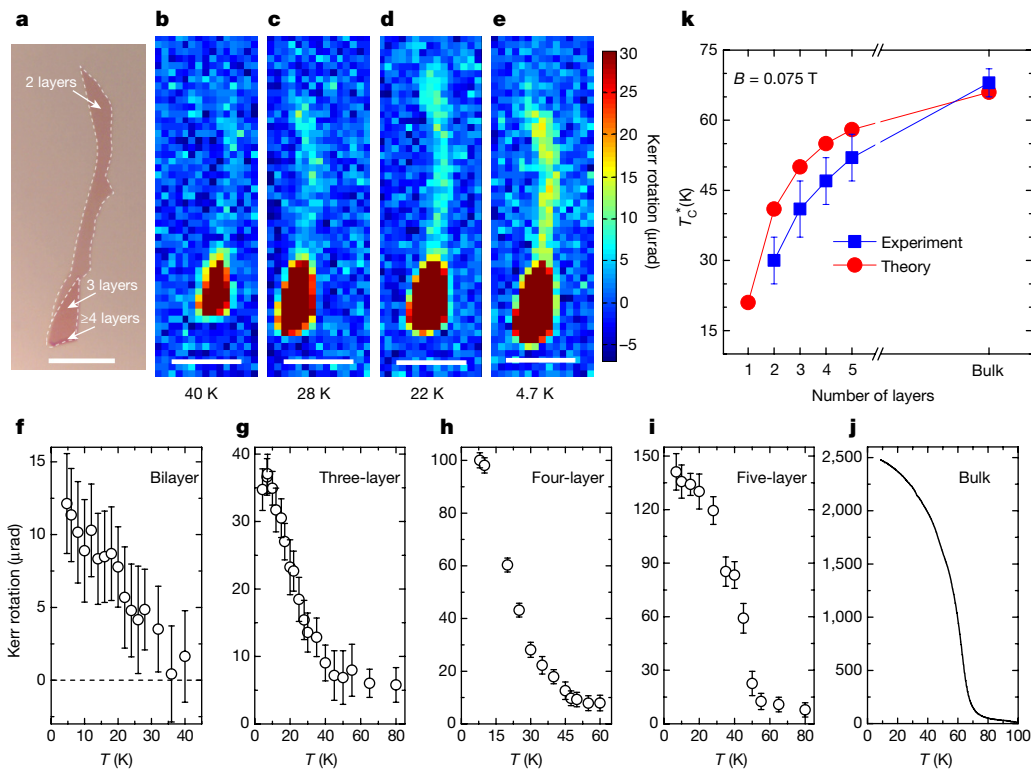 a
b
c
d
e
k
2 layers
3 layers
≥4 layers
40 K
28 K
22 K
4.7 K
30
25
20
15
10
5
0
–5
Kerr rotation (µrad)
B = 0.075 T
75
60
45
30
15
T*C (K)
Experiment
Theory
1 2 3 4 5 Bulk
Number of layers
f
g
h
i
j
Bilayer
15
10
5
0
Kerr rotation (µrad)
0 10 20 30 40
T (K)
Three-layer
40
30
20
10
0
0 20 40 60 80
T (K)
Four-layer
100
80
60
40
20
0
0 15 30 45 60
T (K)
Five-layer
150
120
90
60
30
0
0 20 40 60 80
T (K)
Bulk
2,500
2,000
1,500
1,000
500
0
0 20 40 60 80 100
T (K)